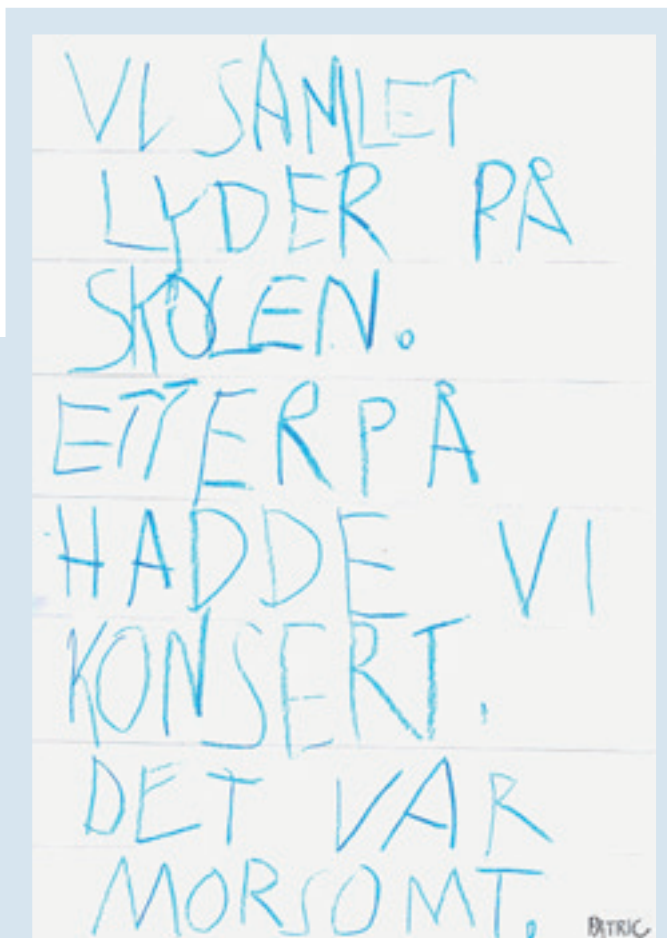 VI SAMLET
LYDER PÅ
SKOLEN.
ETTERPÅ
HADDE VI
KONSERT.
DET VAR
MORSOMT.
PATRIC